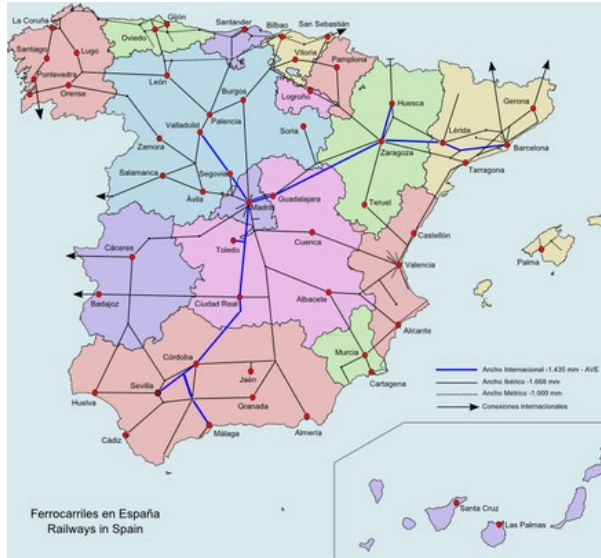 La Coruña
Gijón
Oviedo
Santander
Bilbao
San Sebastián
Santiago
Lugo
Vitoria
Pamplona
Pontevedra
León
Orense
Burgos
Logroño
Huesca
Gerona
Palencia
Valladolid
Soria
Lérida
Zamora
Zaragoza
Barcelona
Salamanca
Segovia
Tarragona
Ávila
Guadalajara
Madrid
Teruel
Cáceres
Toledo
Cuenca
Castellón
Palma
Valencia
Badajoz
Ciudad Real
Albacete
Alicante
Córdoba
Murcia
Jaén
Cartagena
Sevilla
Huelva
Granada
Cádiz
Málaga
Almería
Ancho Internacional -1.435 mm - AVE
Ancho Ibérico -1.668 mm
Ancho Métrico -1.000 mm
Conexiones internacionales
Santa Cruz
Las Palmas
Ferrocarriles en España
Railways in Spain